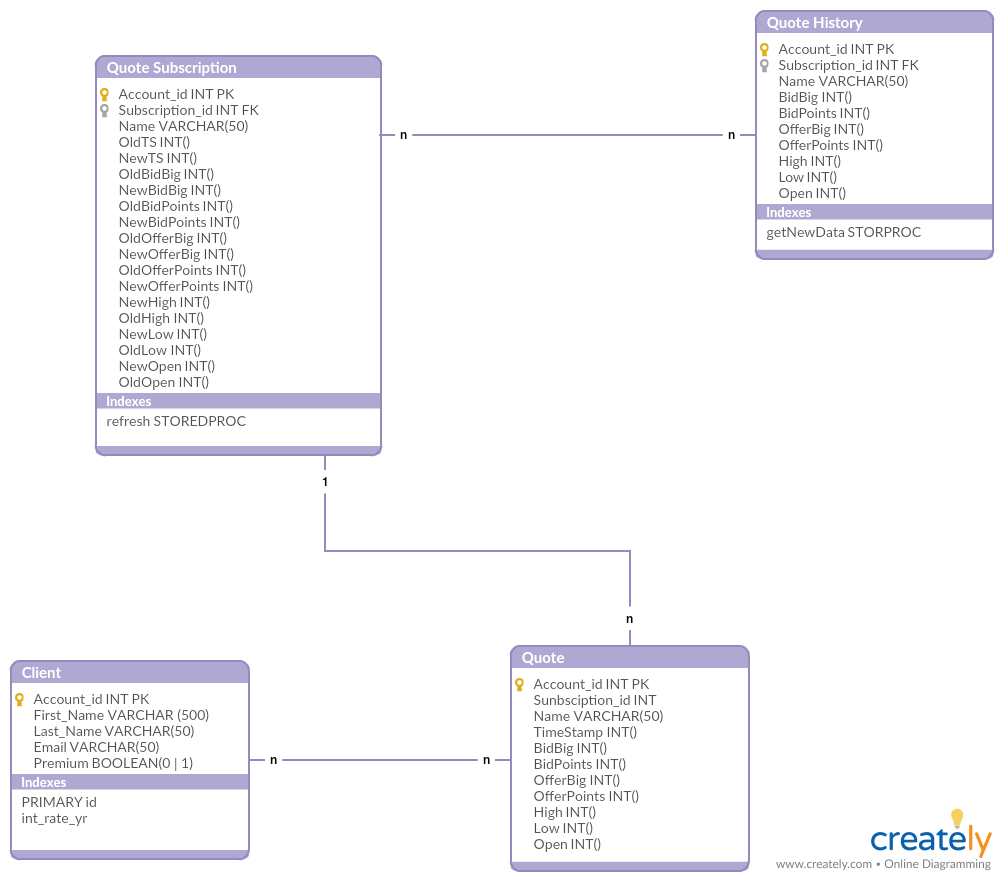 Quote History
Account_id INT PK
Subscription_id INT FK
Name VARCHAR(50)
BidBig INT()
BidPoints INT()
OfferBig INT()
OfferPoints INT()
High INT()
Low INT()
Open INT()
Indexes
getNewData STORPROC
Quote Subscription
Account_id INT PK
Subscription_id INT FK
Name VARCHAR(50)
OldTS INT()
NewTS INT()
OldBidBig INT()
NewBidBig INT()
OldBidPoints INT()
NewBidPoints INT()
OldOfferBig INT()
NewOfferBig INT()
OldOfferPoints INT()
NewOfferPoints INT()
NewHigh INT()
OldHigh INT()
NewLow INT()
OldLow INT()
NewOpen INT()
OldOpen INT()
Indexes
refresh STOREDPROC
n
n
1
n
Client
Account_id INT PK
First_Name VARCHAR (500)
Last_Name VARCHAR(50)
Email VARCHAR(50)
Premium BOOLEAN(0 | 1)
Indexes
PRIMARY id
int_rate_yr
n
n
Quote
Account_id INT PK
Sunbsciption_id INT
Name VARCHAR(50)
TimeStamp INT()
BidBig INT()
BidPoints INT()
OfferBig INT()
OfferPoints INT()
High INT()
Low INT()
Open INT()
creately
www.creately.com • Online Diagramming